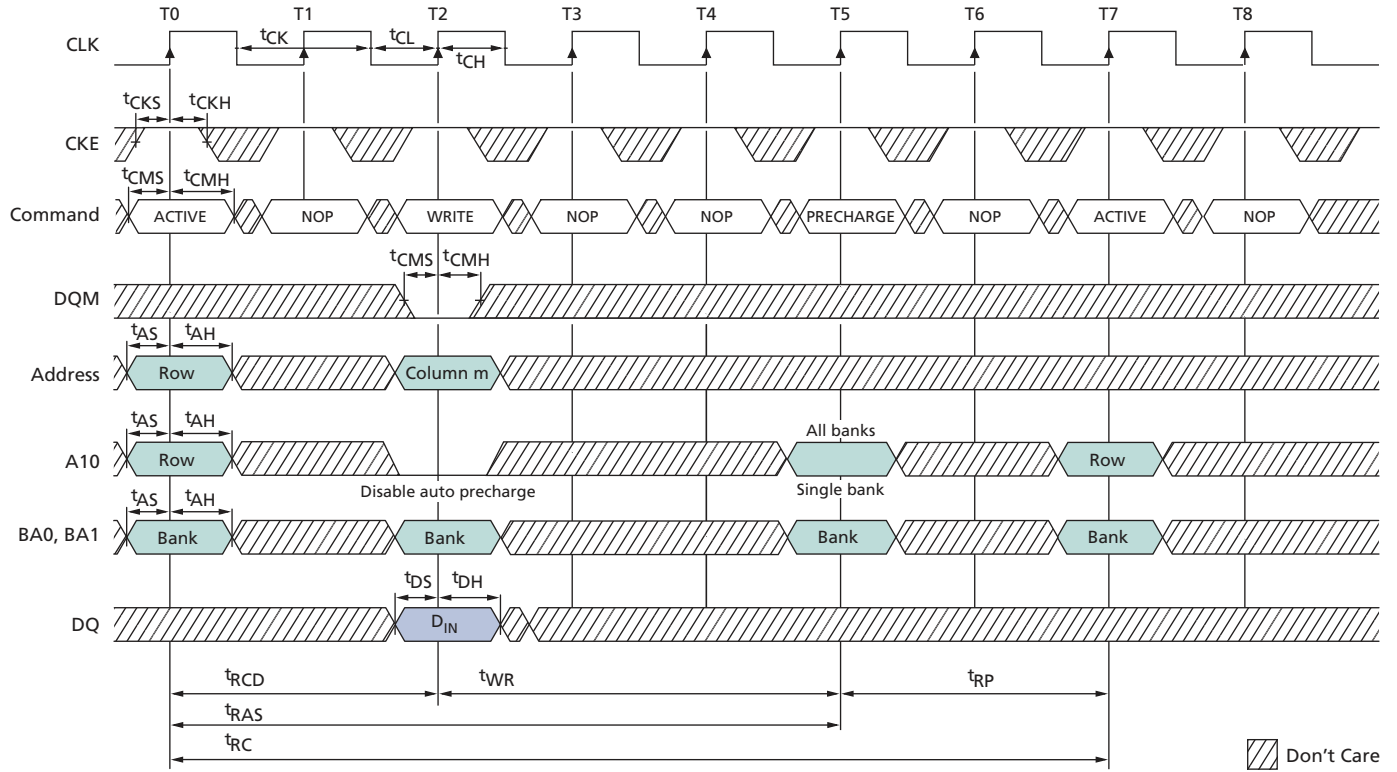 T0 T1 T2 T3 T4 T5 T6 T7 T8
CLK
tCK tCL
tCH
tCKS tCKH
CKE
tCMS tCMH
Command ACTIVE NOP WRITE NOP NOP PRECHARGE NOP ACTIVE NOP
tCMS tCMH
DQM
tAS tAH
Address Row Column m
tAS tAH All banks
A10 Row Row
Disable auto precharge Single bank
tAS tAH
BA0, BA1 Bank Bank Bank Bank
tDS tDH
DQ DIN
tRCD tWR tRP
tRAS
tRC
Don't Care